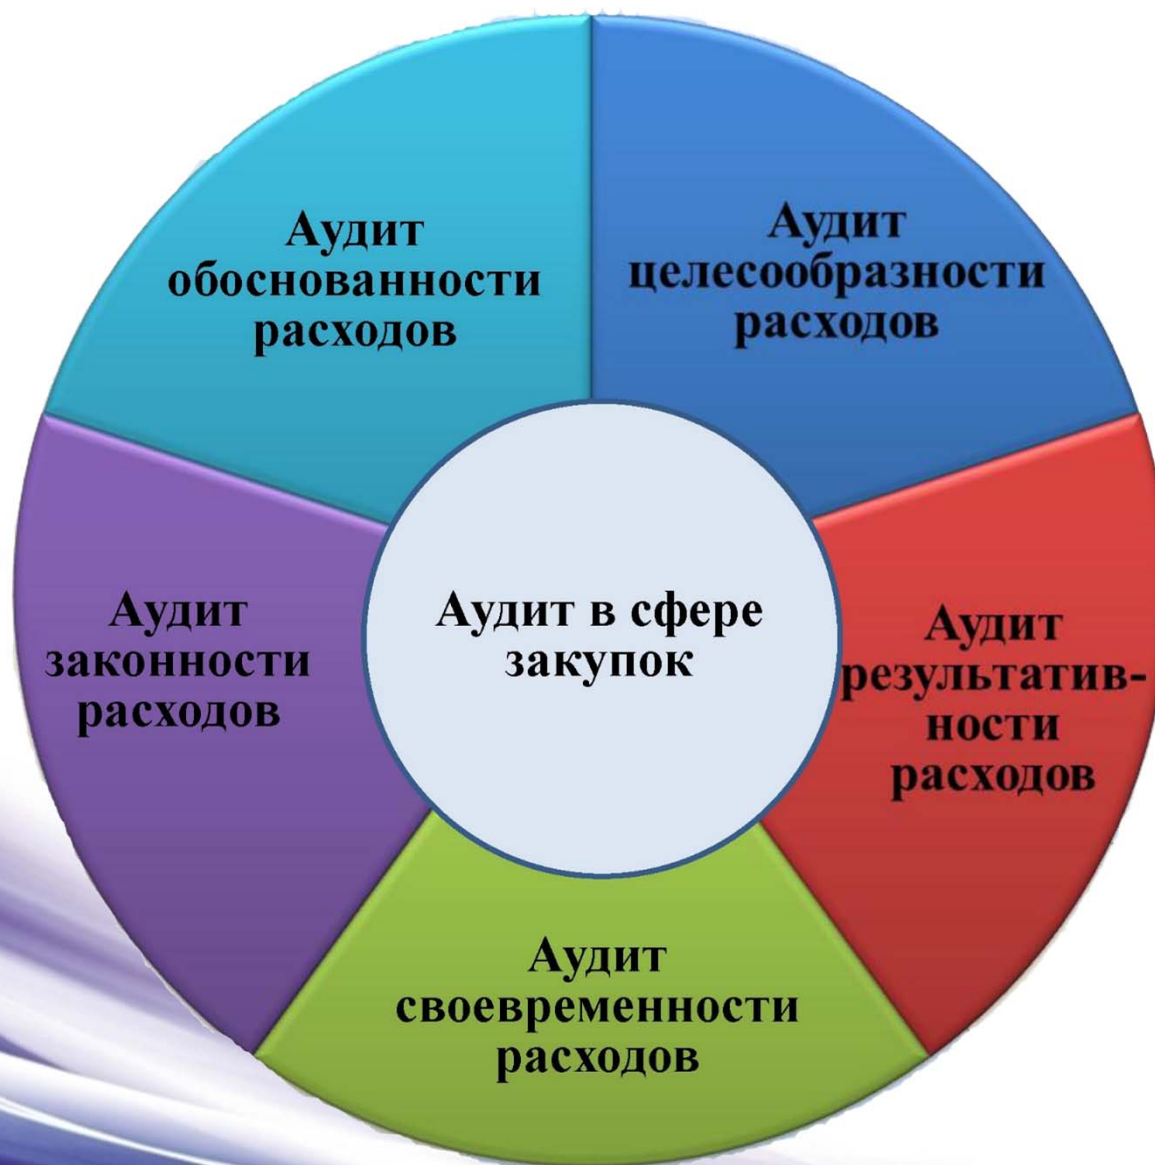 Аудит
обоснованности
расходов
Аудит
целесообразности
расходов
Аудит
законности
расходов
Аудит в сфере
закупок
Аудит
результатив-
ности
расходов
Аудит
своевременности
расходов